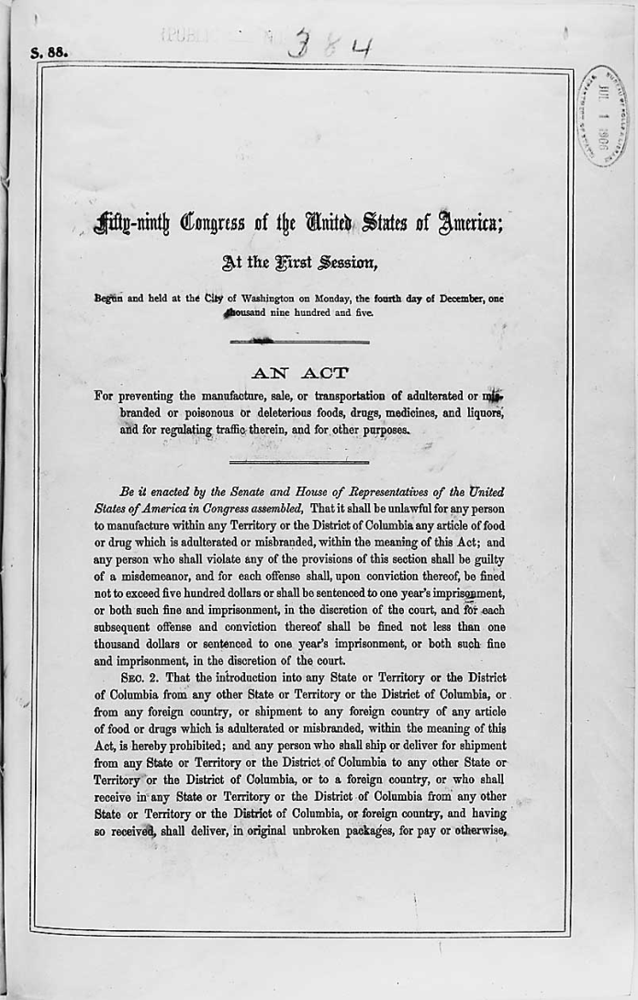 384
S. 88.
JUL 1 1906
Fifty-ninth Congress of the United States of America;
At the First Session,
Begun and held at the City of Washington on Monday, the fourth day of December, one
thousand nine hundred and five.
AN ACT
For preventing the manufacture, sale, or transportation of adulterated or mis-
branded or poisonous or deleterious foods, drugs, medicines, and liquors,
and for regulating traffic therein, and for other purposes.
Be it enacted by the Senate and House of Representatives of the United
States of America in Congress assembled, That it shall be unlawful for any person
to manufacture within any Territory or the District of Columbia any article of food
or drug which is adulterated or misbranded, within the meaning of this Act; and
any person who shall violate any of the provisions of this section shall be guilty
of a misdemeanor, and for each offense shall, upon conviction thereof, be fined
not to exceed five hundred dollars or shall be sentenced to one year's imprisonment,
or both such fine and imprisonment, in the discretion of the court, and for each
subsequent offense and conviction thereof shall be fined not less than one
thousand dollars or sentenced to one year's imprisonment, or both such fine
and imprisonment, in the discretion of the court.
SEC. 2. That the introduction into any State or Territory or the District
of Columbia from any other State or Territory or the District of Columbia, or
from any foreign country, or shipment to any foreign country of any article
of food or drugs which is adulterated or misbranded, within the meaning of this
Act, is hereby prohibited; and any person who shall ship or deliver for shipment
from any State or Territory or the District of Columbia to any other State or
Territory or the District of Columbia, or to a foreign country, or who shall
receive in any State or Territory or the District of Columbia from any other
State or Territory or the District of Columbia, or foreign country, and having
so received, shall deliver, in original unbroken packages, for pay or otherwise,